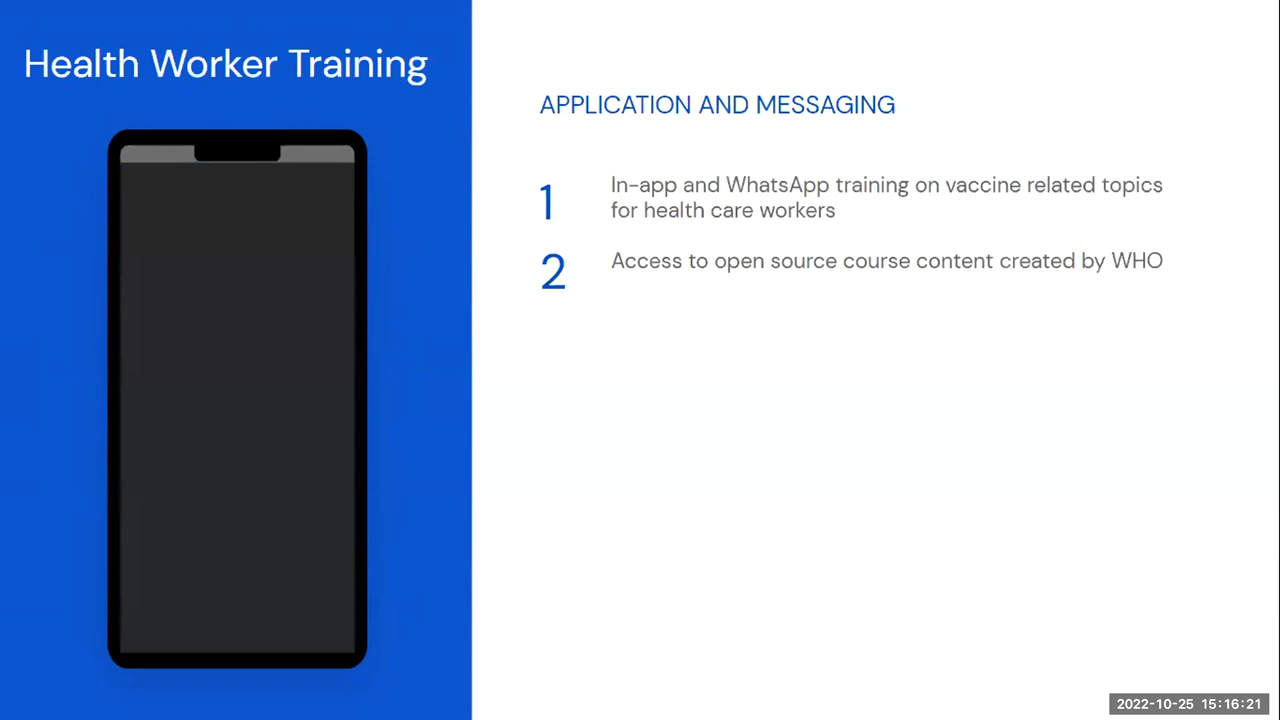 Health Worker Training
APPLICATION AND MESSAGING
1
In-app and WhatsApp training on vaccine related topics
for health care workers
2
Access to open source course content created by WHO
2022-10-25 15:16:21